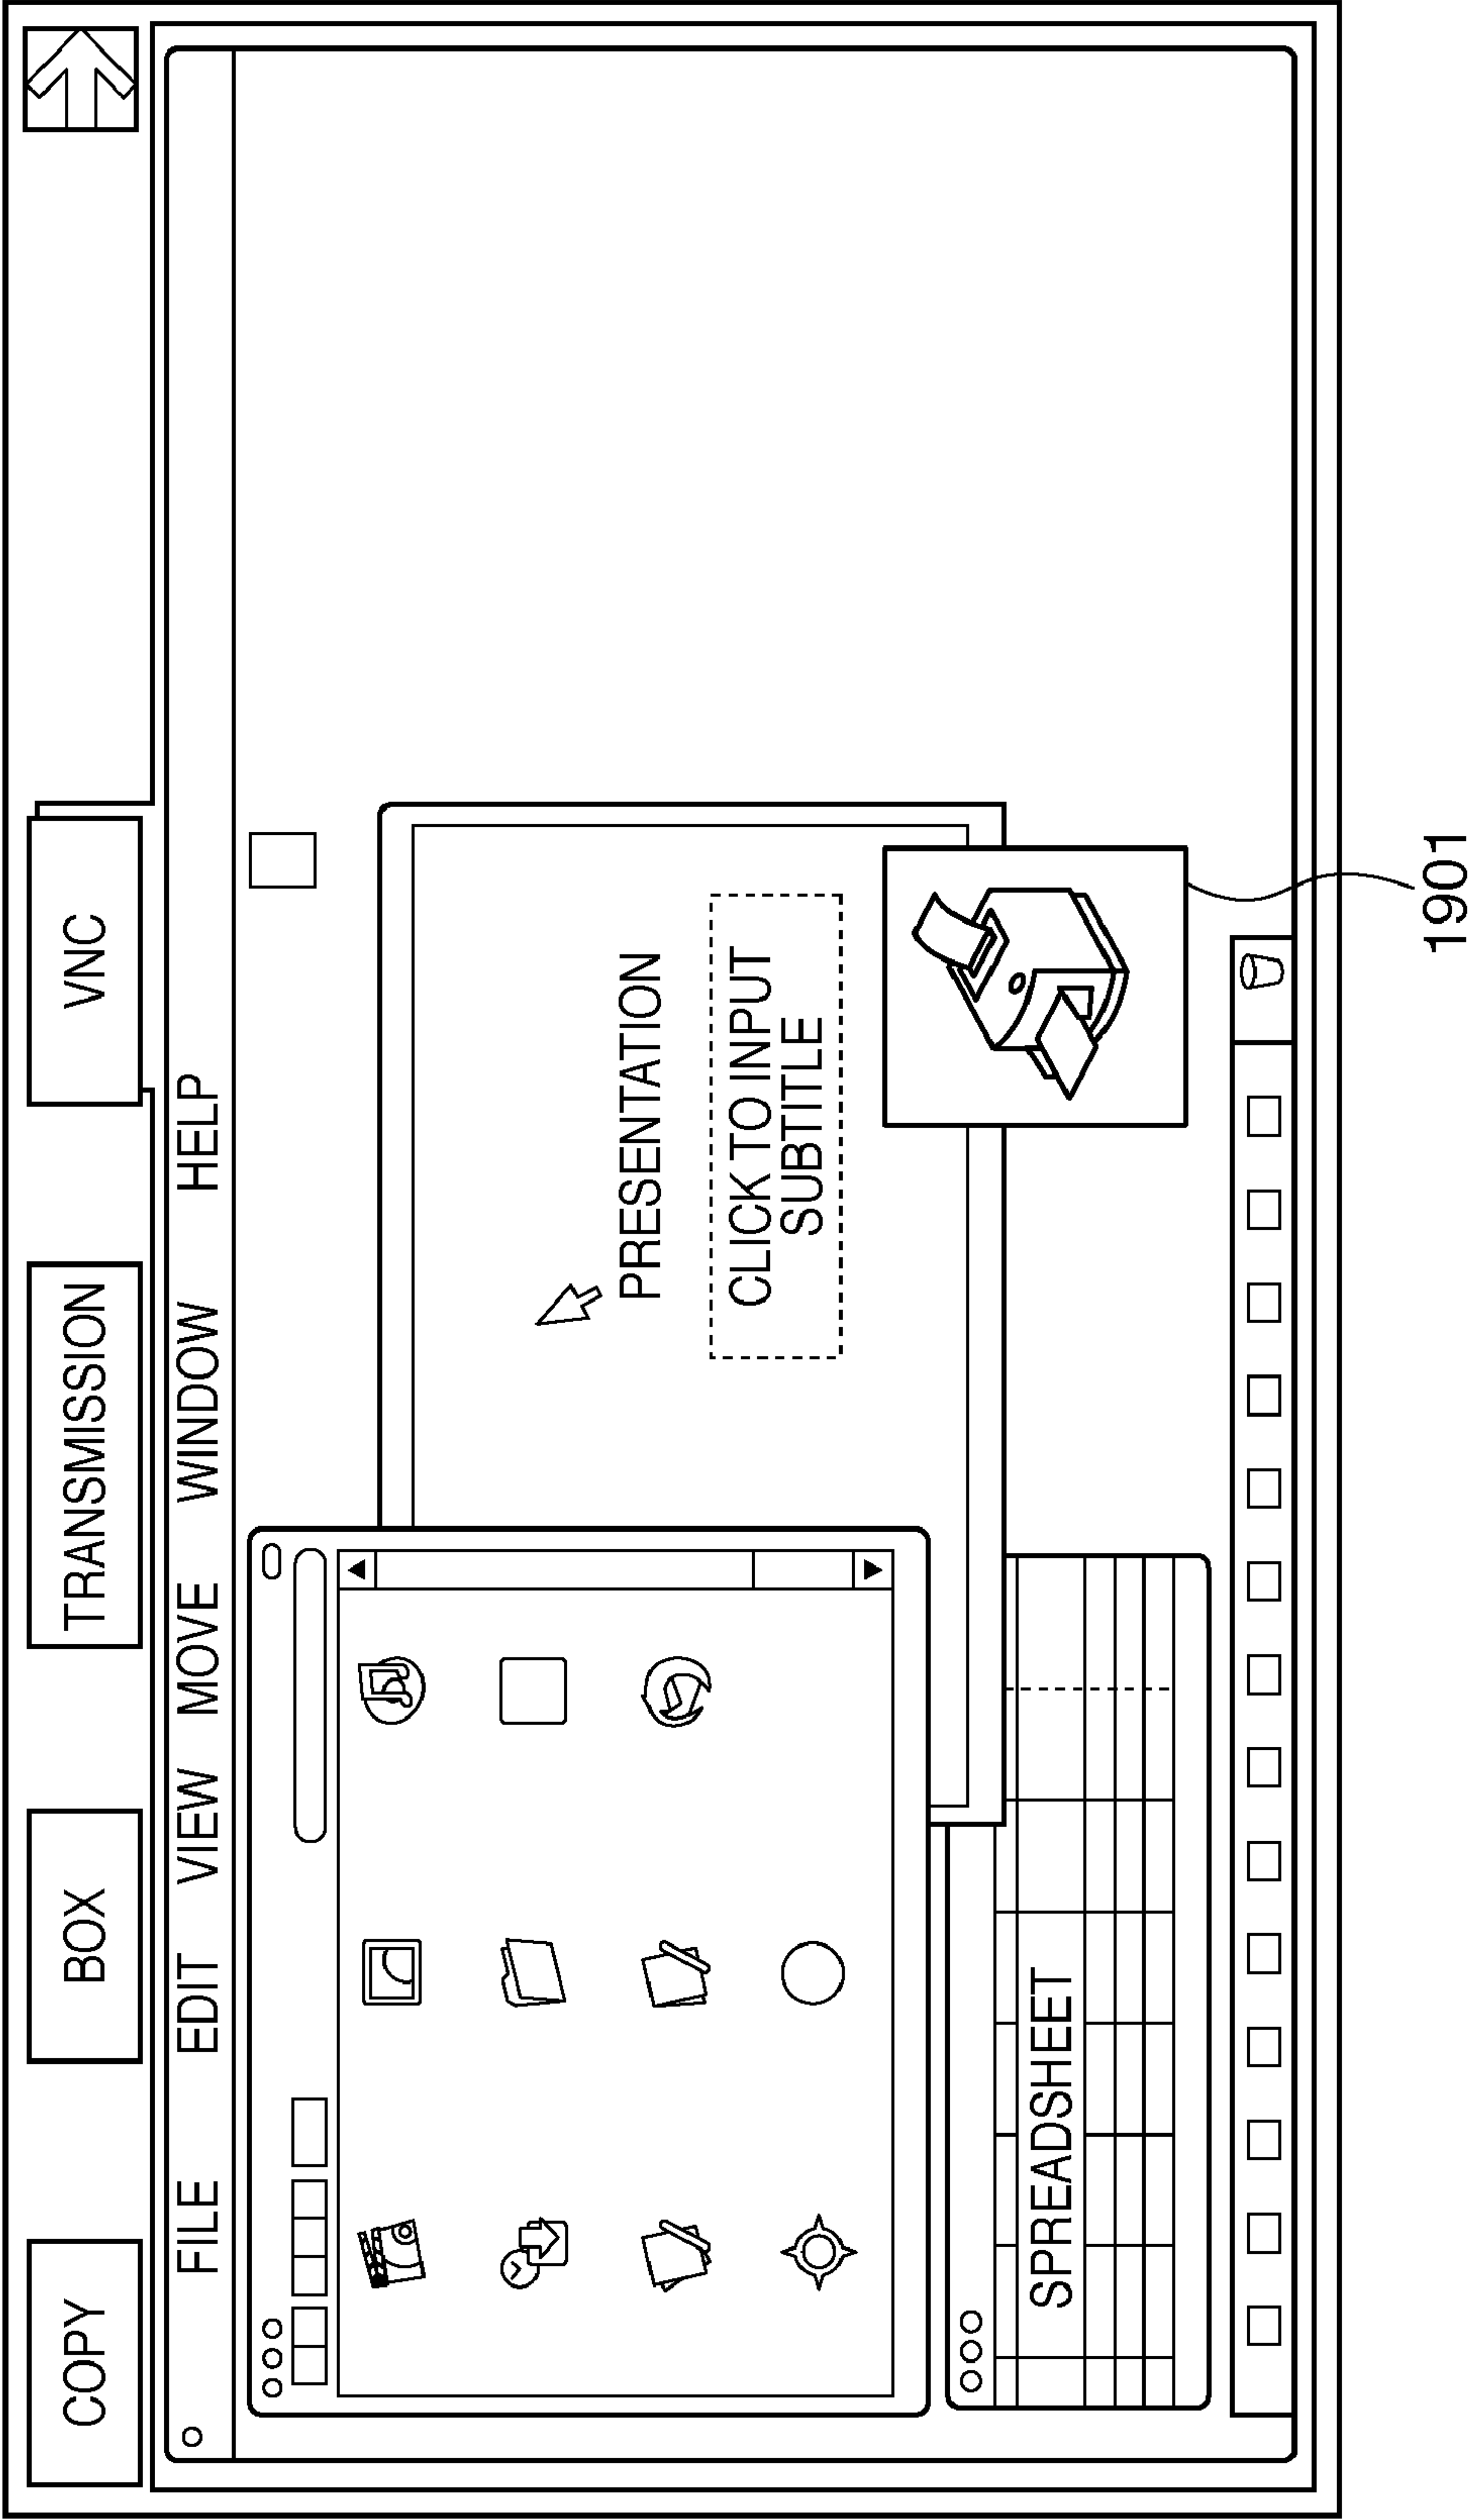 COPY
BOX
TRANSMISSION
VNC
FILE
EDIT
VIEW
MOVE
WINDOW
HELP
PRESENTATION
CLICK TO INPUT
SUBTITLE
SPREADSHEET
1901